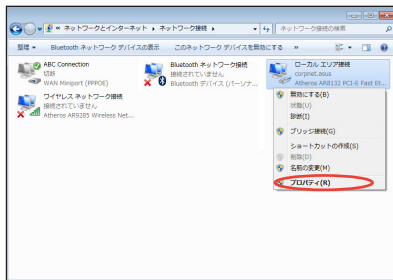 « ネットワークとインターネット ▸ ネットワーク接続 ▸
ネットワーク接続の検索
整理 ▼ Bluetooth ネットワーク デバイスの表示 このネットワーク デバイスを無効にする »
ABC Connection
切断
WAN Miniport (PPPOE)
Bluetooth ネットワーク接続
接続されていません
Bluetooth デバイス (パーソナ...
ローカル エリア接続
corpnet.asus
Atheros AR8132 PCI-E Fast Et...
ワイヤレス ネットワーク接続
接続されていません
Atheros AR9285 Wireless Net...
無効にする(B)
状態(U)
診断(I)
ブリッジ接続(G)
ショートカットの作成(S)
削除(D)
名前の変更(M)
プロパティ(R)